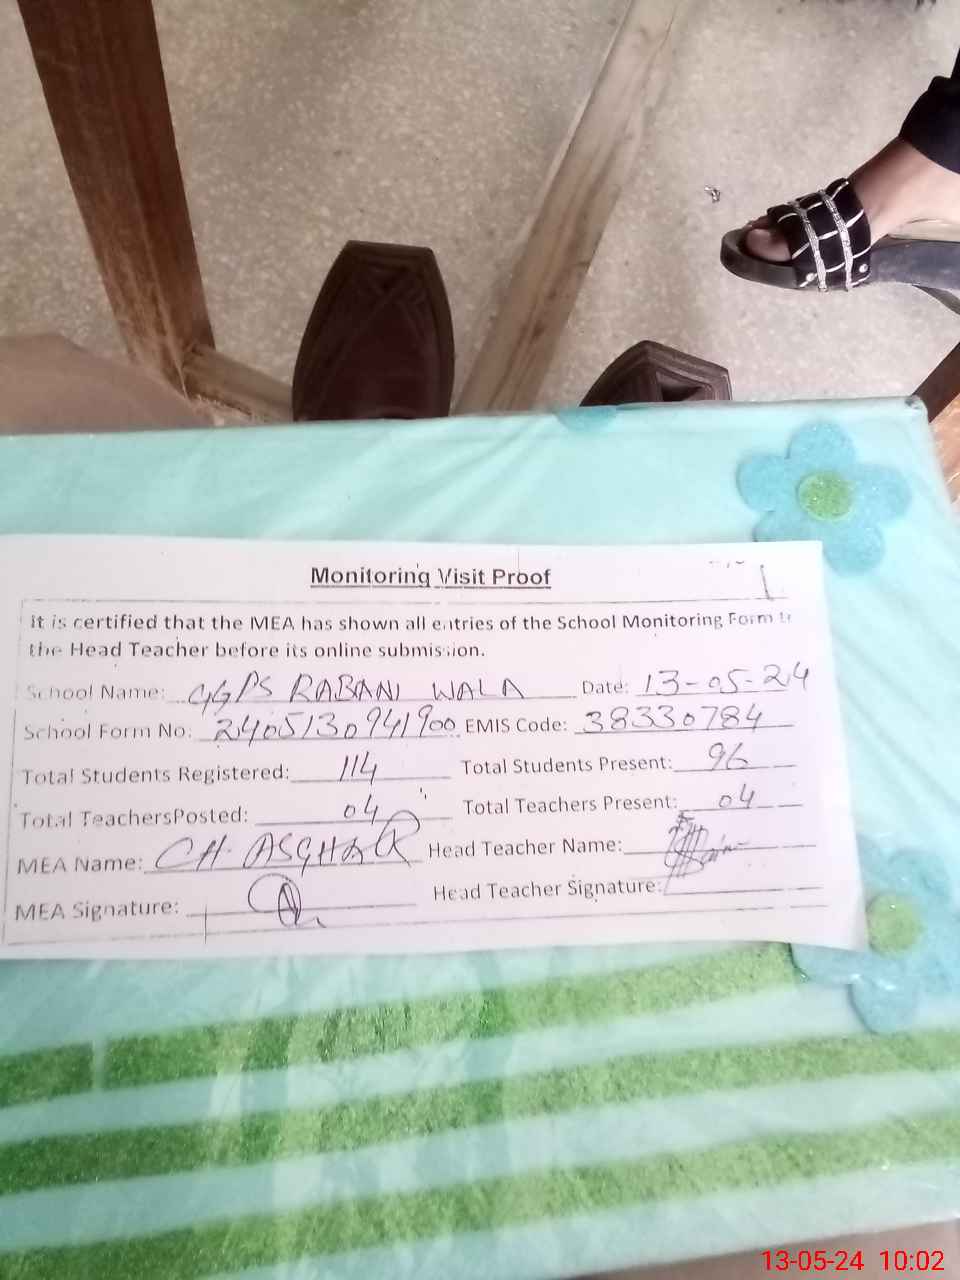 Monitoring Visit Proof
It is certified that the MEA has shown all entries of the School Monitoring Form to
the Head Teacher before its online submission.
School Name: GGPS RABANI WALA Date: 13-05-24
School Form No: 2405130941900 EMIS Code: 38330784
Total Students Registered: 114 Total Students Present: 96
Total TeachersPosted: 04 Total Teachers Present: 04
MEA Name: CH. ASGHAR Head Teacher Name:
MEA Signature: Head Teacher Signature:
13-05-24 10:02